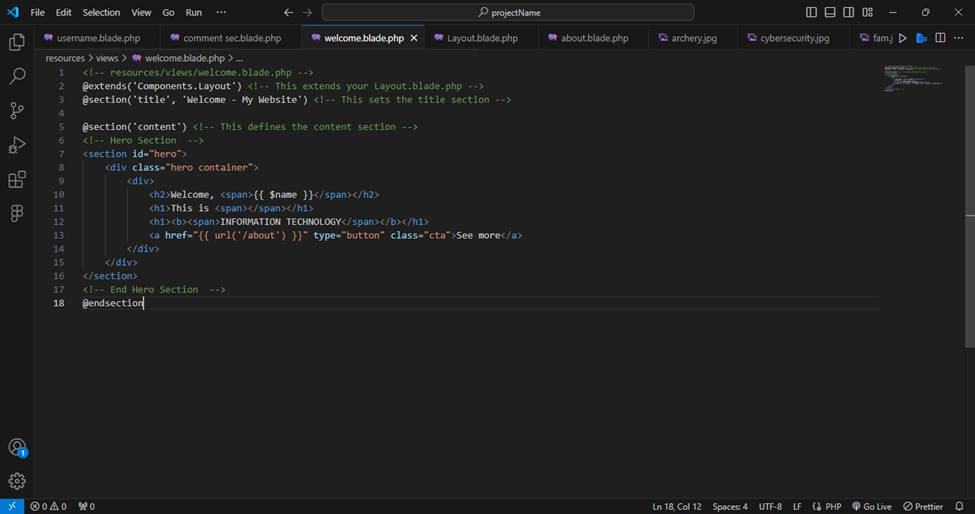 File Edit Selection View Go Run ··· projectName
username.blade.php comment sec.blade.php welcome.blade.php Layout.blade.php about.blade.php archery.jpg cybersecurity.jpg fam.j
resources > views > welcome.blade.php > ...
1 <!-- resources/views/welcome.blade.php -->
2 @extends('Components.Layout') <!-- This extends your Layout.blade.php -->
3 @section('title', 'Welcome - My Website') <!-- This sets the title section -->
4
5 @section('content') <!-- This defines the content section -->
6 <!-- Hero Section  -->
7 <section id="hero">
8 <div class="hero container">
9 <div>
10 <h2>Welcome, <span>{{ $name }}</span></h2>
11 <h1>This is <span></span></h1>
12 <h1><b><span>INFORMATION TECHNOLOGY</span></b></h1>
13 <a href="{{ url('/about') }}" type="button" class="cta">See more</a>
14 </div>
15 </div>
16 </section>
17 <!-- End Hero Section  -->
18 @endsection
1
0 0 0 Ln 18, Col 12 Spaces: 4 UTF-8 LF PHP Go Live Prettier